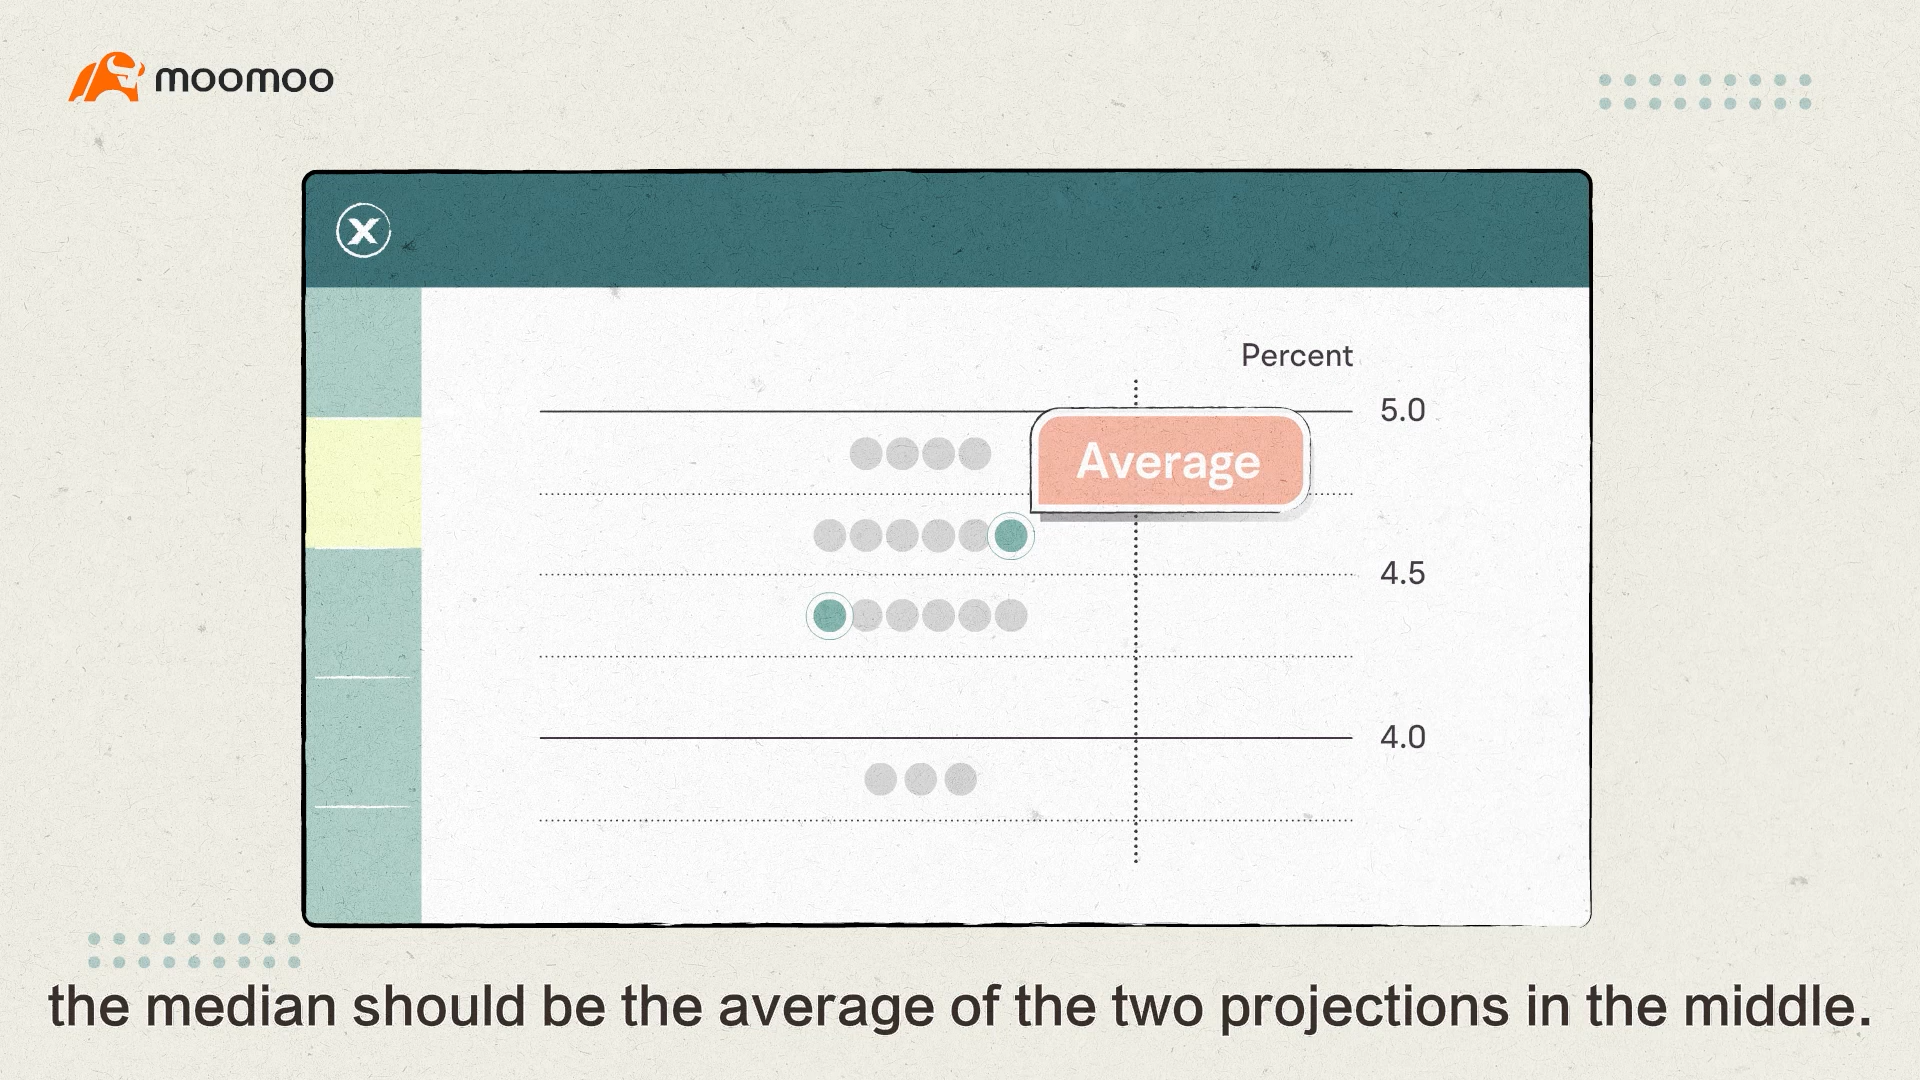 moomoo
X
Percent
5.0
Average
4.5
4.0
the median should be the average of the two projections in the middle.